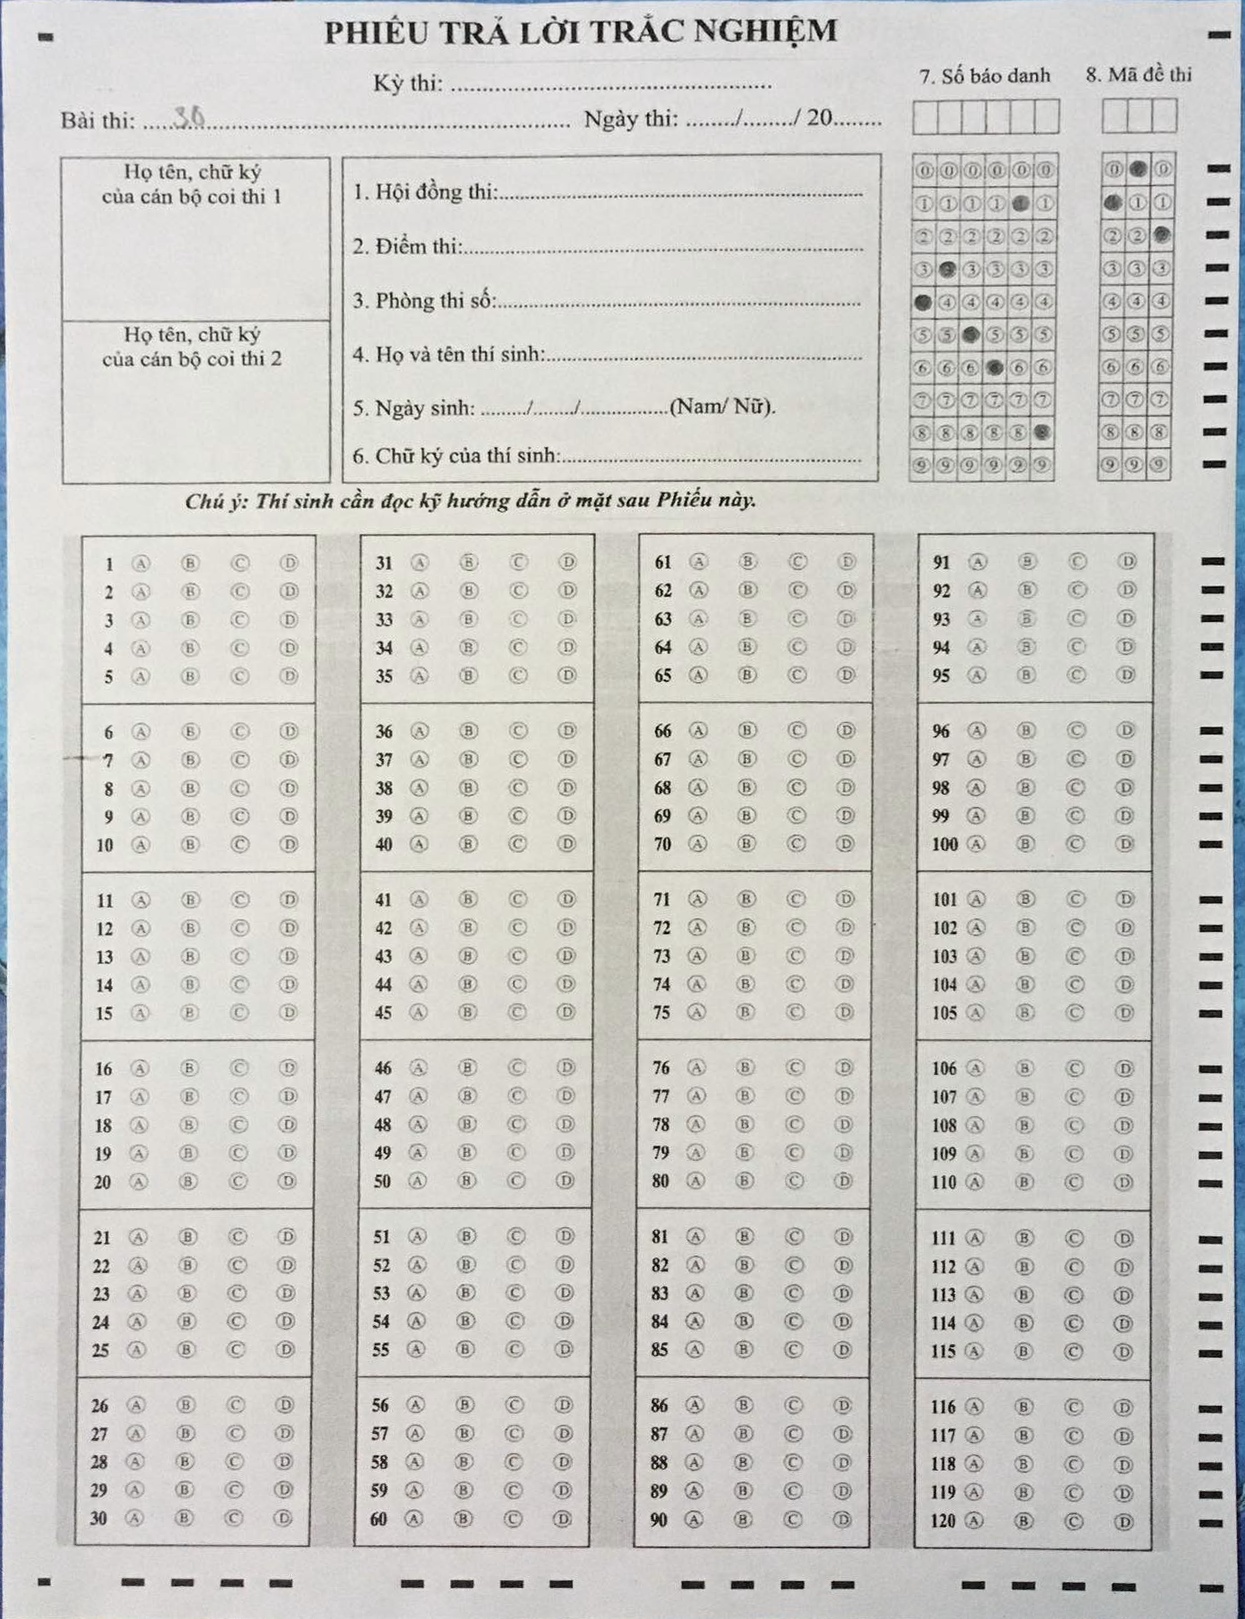 PHIẾU TRẢ LỜI TRẮC NGHIỆM
Kỳ thi: ....................................................
Bài thi: .....36.................................................... Ngày thi: ......../......../ 20........
7. Số báo danh
8. Mã đề thi
Họ tên, chữ ký
của cán bộ coi thi 1
Họ tên, chữ ký
của cán bộ coi thi 2
1. Hội đồng thi:....................................................
2. Điểm thi:....................................................
3. Phòng thi số:....................................................
4. Họ và tên thí sinh:....................................................
5. Ngày sinh: ......../......../.................(Nam/ Nữ).
6. Chữ ký của thí sinh:....................................................
0 0 0 0 0 0
1 1 1 1 1
2 2 2 2 2 2
3 3 3 3 3
4 4 4 4 4
5 5 5 5 5
6 6 6 6 6
7 7 7 7 7 7
8 8 8 8 8
9 9 9 9 9 9
0 0
1 1
2 2
3 3 3
4 4 4
5 5 5
6 6 6
7 7 7
8 8 8
9 9 9
Chú ý: Thí sinh cần đọc kỹ hướng dẫn ở mặt sau Phiếu này.
1 A B C D
2 A B C D
3 A B C D
4 A B C D
5 A B C D
6 A B C D
7 A B C D
8 A B C D
9 A B C D
10 A B C D
11 A B C D
12 A B C D
13 A B C D
14 A B C D
15 A B C D
16 A B C D
17 A B C D
18 A B C D
19 A B C D
20 A B C D
21 A B C D
22 A B C D
23 A B C D
24 A B C D
25 A B C D
26 A B C D
27 A B C D
28 A B C D
29 A B C D
30 A B C D
31 A B C D
32 A B C D
33 A B C D
34 A B C D
35 A B C D
36 A B C D
37 A B C D
38 A B C D
39 A B C D
40 A B C D
41 A B C D
42 A B C D
43 A B C D
44 A B C D
45 A B C D
46 A B C D
47 A B C D
48 A B C D
49 A B C D
50 A B C D
51 A B C D
52 A B C D
53 A B C D
54 A B C D
55 A B C D
56 A B C D
57 A B C D
58 A B C D
59 A B C D
60 A B C D
61 A B C D
62 A B C D
63 A B C D
64 A B C D
65 A B C D
66 A B C D
67 A B C D
68 A B C D
69 A B C D
70 A B C D
71 A B C D
72 A B C D
73 A B C D
74 A B C D
75 A B C D
76 A B C D
77 A B C D
78 A B C D
79 A B C D
80 A B C D
81 A B C D
82 A B C D
83 A B C D
84 A B C D
85 A B C D
86 A B C D
87 A B C D
88 A B C D
89 A B C D
90 A B C D
91 A B C D
92 A B C D
93 A B C D
94 A B C D
95 A B C D
96 A B C D
97 A B C D
98 A B C D
99 A B C D
100 A B C D
101 A B C D
102 A B C D
103 A B C D
104 A B C D
105 A B C D
106 A B C D
107 A B C D
108 A B C D
109 A B C D
110 A B C D
111 A B C D
112 A B C D
113 A B C D
114 A B C D
115 A B C D
116 A B C D
117 A B C D
118 A B C D
119 A B C D
120 A B C D